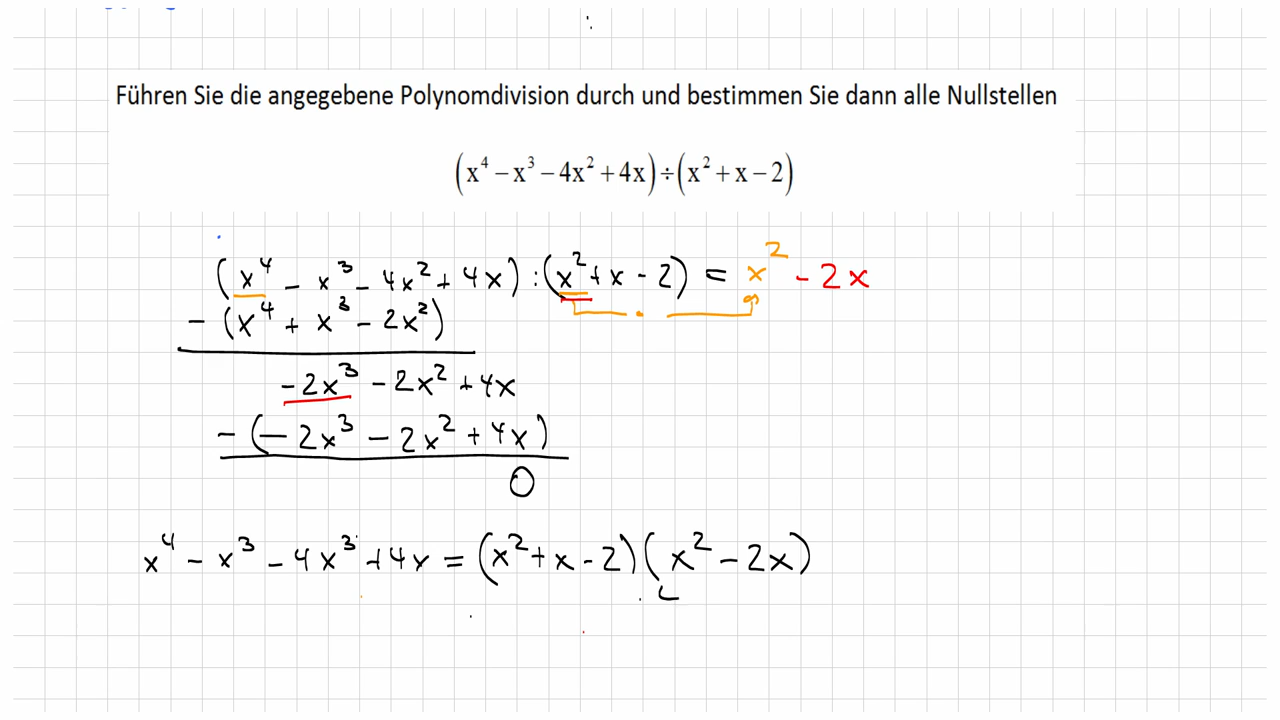 Führen Sie die angegebene Polynomdivision durch und bestimmen Sie dann alle Nullstellen
(x⁴ − x³ − 4x² + 4x) ÷ (x² + x − 2)
(x⁴ − x³ − 4x² + 4x) : (x² + x − 2) = x² − 2x
− (x⁴ + x³ − 2x²)
−2x³ − 2x² + 4x
− (−2x³ − 2x² + 4x)
0
x⁴ − x³ − 4x³ + 4x = (x² + x − 2)(x² − 2x)